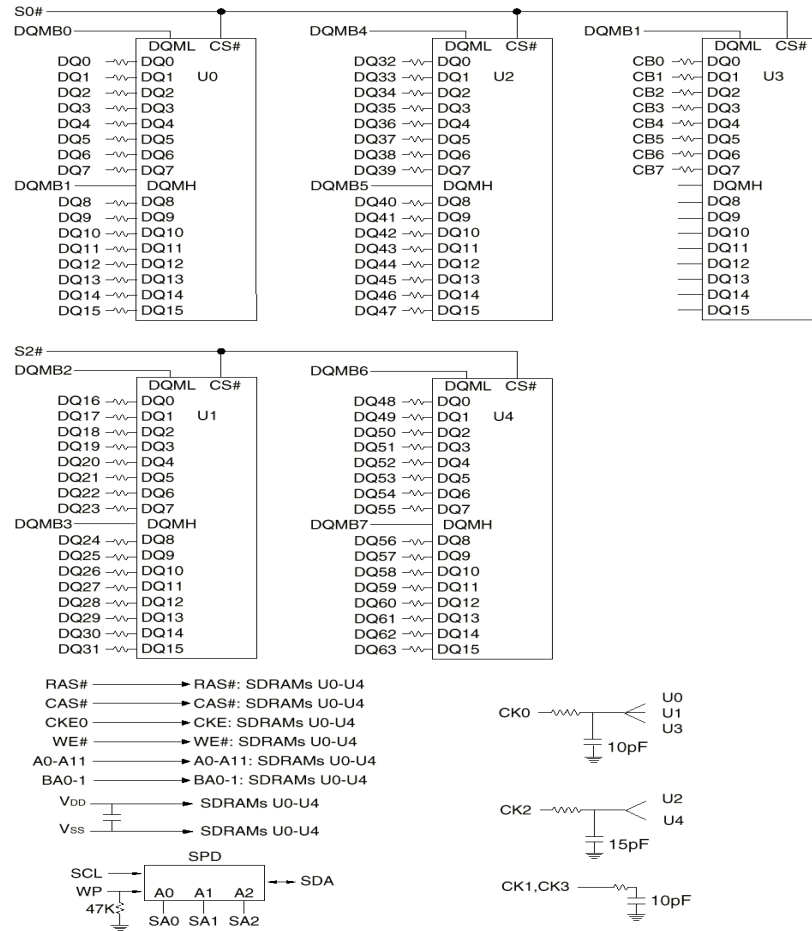 S0#
DQMB0 DQMB4 DQMB1
DQML CS# DQML CS# DQML CS#
DQ0 DQ0 DQ32 DQ0 CB0 DQ0
DQ1 DQ1 U0 DQ33 DQ1 U2 CB1 DQ1 U3
DQ2 DQ2 DQ34 DQ2 CB2 DQ2
DQ3 DQ3 DQ35 DQ3 CB3 DQ3
DQ4 DQ4 DQ36 DQ4 CB4 DQ4
DQ5 DQ5 DQ37 DQ5 CB5 DQ5
DQ6 DQ6 DQ38 DQ6 CB6 DQ6
DQ7 DQ7 DQ39 DQ7 CB7 DQ7
DQMB1 DQMH DQMB5 DQMH DQMH
DQ8 DQ8 DQ40 DQ8 DQ8
DQ9 DQ9 DQ41 DQ9 DQ9
DQ10 DQ10 DQ42 DQ10 DQ10
DQ11 DQ11 DQ43 DQ11 DQ11
DQ12 DQ12 DQ44 DQ12 DQ12
DQ13 DQ13 DQ45 DQ13 DQ13
DQ14 DQ14 DQ46 DQ14 DQ14
DQ15 DQ15 DQ47 DQ15 DQ15
S2#
DQMB2 DQMB6
DQML CS# DQML CS#
DQ16 DQ0 DQ48 DQ0
DQ17 DQ1 U1 DQ49 DQ1 U4
DQ18 DQ2 DQ50 DQ2
DQ19 DQ3 DQ51 DQ3
DQ20 DQ4 DQ52 DQ4
DQ21 DQ5 DQ53 DQ5
DQ22 DQ6 DQ54 DQ6
DQ23 DQ7 DQ55 DQ7
DQMB3 DQMH DQMB7 DQMH
DQ24 DQ8 DQ56 DQ8
DQ25 DQ9 DQ57 DQ9
DQ26 DQ10 DQ58 DQ10
DQ27 DQ11 DQ59 DQ11
DQ28 DQ12 DQ60 DQ12
DQ29 DQ13 DQ61 DQ13
DQ30 DQ14 DQ62 DQ14
DQ31 DQ15 DQ63 DQ15
RAS# RAS#: SDRAMs U0-U4
CAS# CAS#: SDRAMs U0-U4
CKE0 CKE: SDRAMs U0-U4
WE# WE#: SDRAMs U0-U4
A0-A11 A0-A11: SDRAMs U0-U4
BA0-1 BA0-1: SDRAMs U0-U4
VDD SDRAMs U0-U4
VSS SDRAMs U0-U4
SPD
SCL
WP A0 A1 A2 SDA
47K
SA0 SA1 SA2
U0
CK0 U1
U3
10pF
U2
CK2
U4
15pF
CK1,CK3
10pF